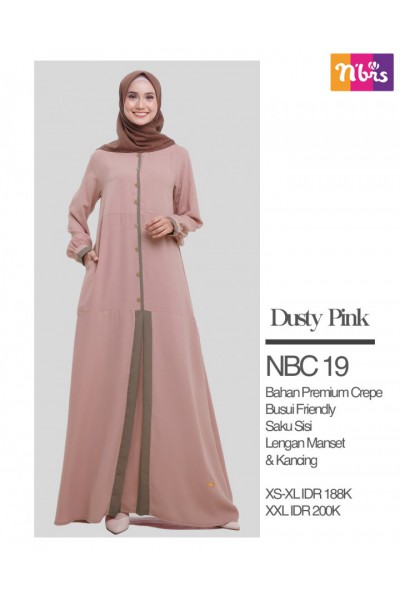 N'brs
Dusty Pink
NBC 19
Bahan Premium Crepe
Busui Friendly
Saku Sisi
Lengan Manset
& Kancing
XS-XL IDR 188K
XXL IDR 200K